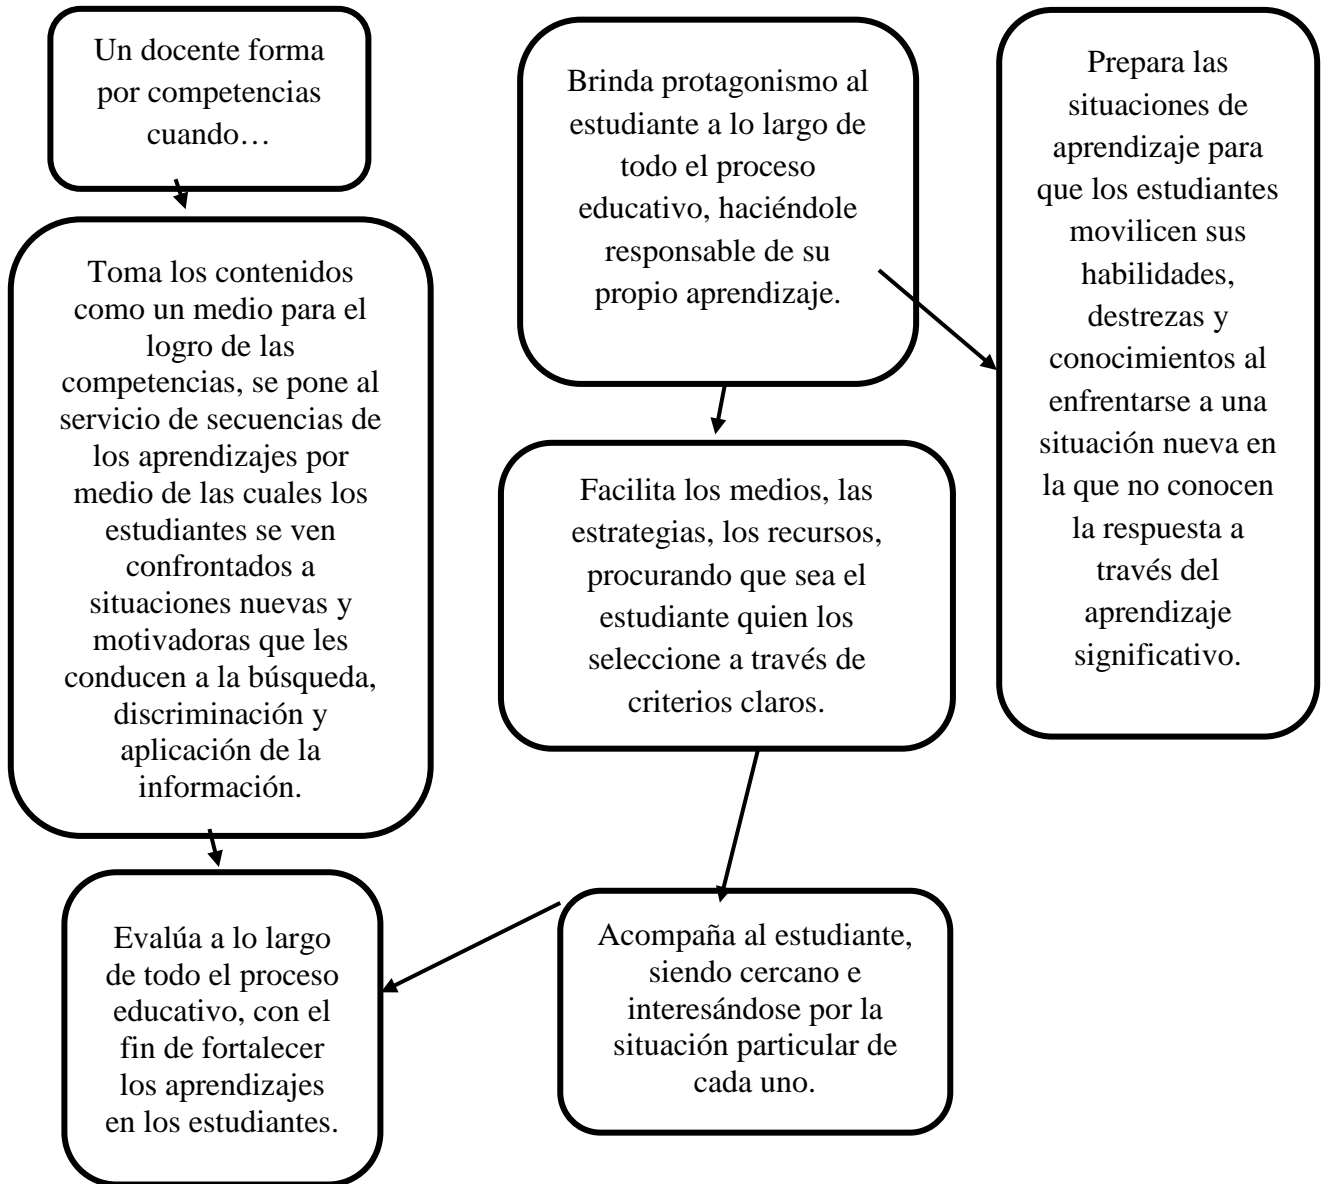 Un docente forma
por competencias
cuando…
Toma los contenidos
como un medio para el
logro de las
competencias, se pone al
servicio de secuencias de
los aprendizajes por
medio de las cuales los
estudiantes se ven
confrontados a
situaciones nuevas y
motivadoras que les
conducen a la búsqueda,
discriminación y
aplicación de la
información.
Evalúa a lo largo
de todo el proceso
educativo, con el
fin de fortalecer
los aprendizajes
en los estudiantes.
Brinda protagonismo al
estudiante a lo largo de
todo el proceso
educativo, haciéndole
responsable de su
propio aprendizaje.
Facilita los medios, las
estrategias, los recursos,
procurando que sea el
estudiante quien los
seleccione a través de
criterios claros.
Acompaña al estudiante,
siendo cercano e
interesándose por la
situación particular de
cada uno.
Prepara las
situaciones de
aprendizaje para
que los estudiantes
movilicen sus
habilidades,
destrezas y
conocimientos al
enfrentarse a una
situación nueva en
la que no conocen
la respuesta a
través del
aprendizaje
significativo.